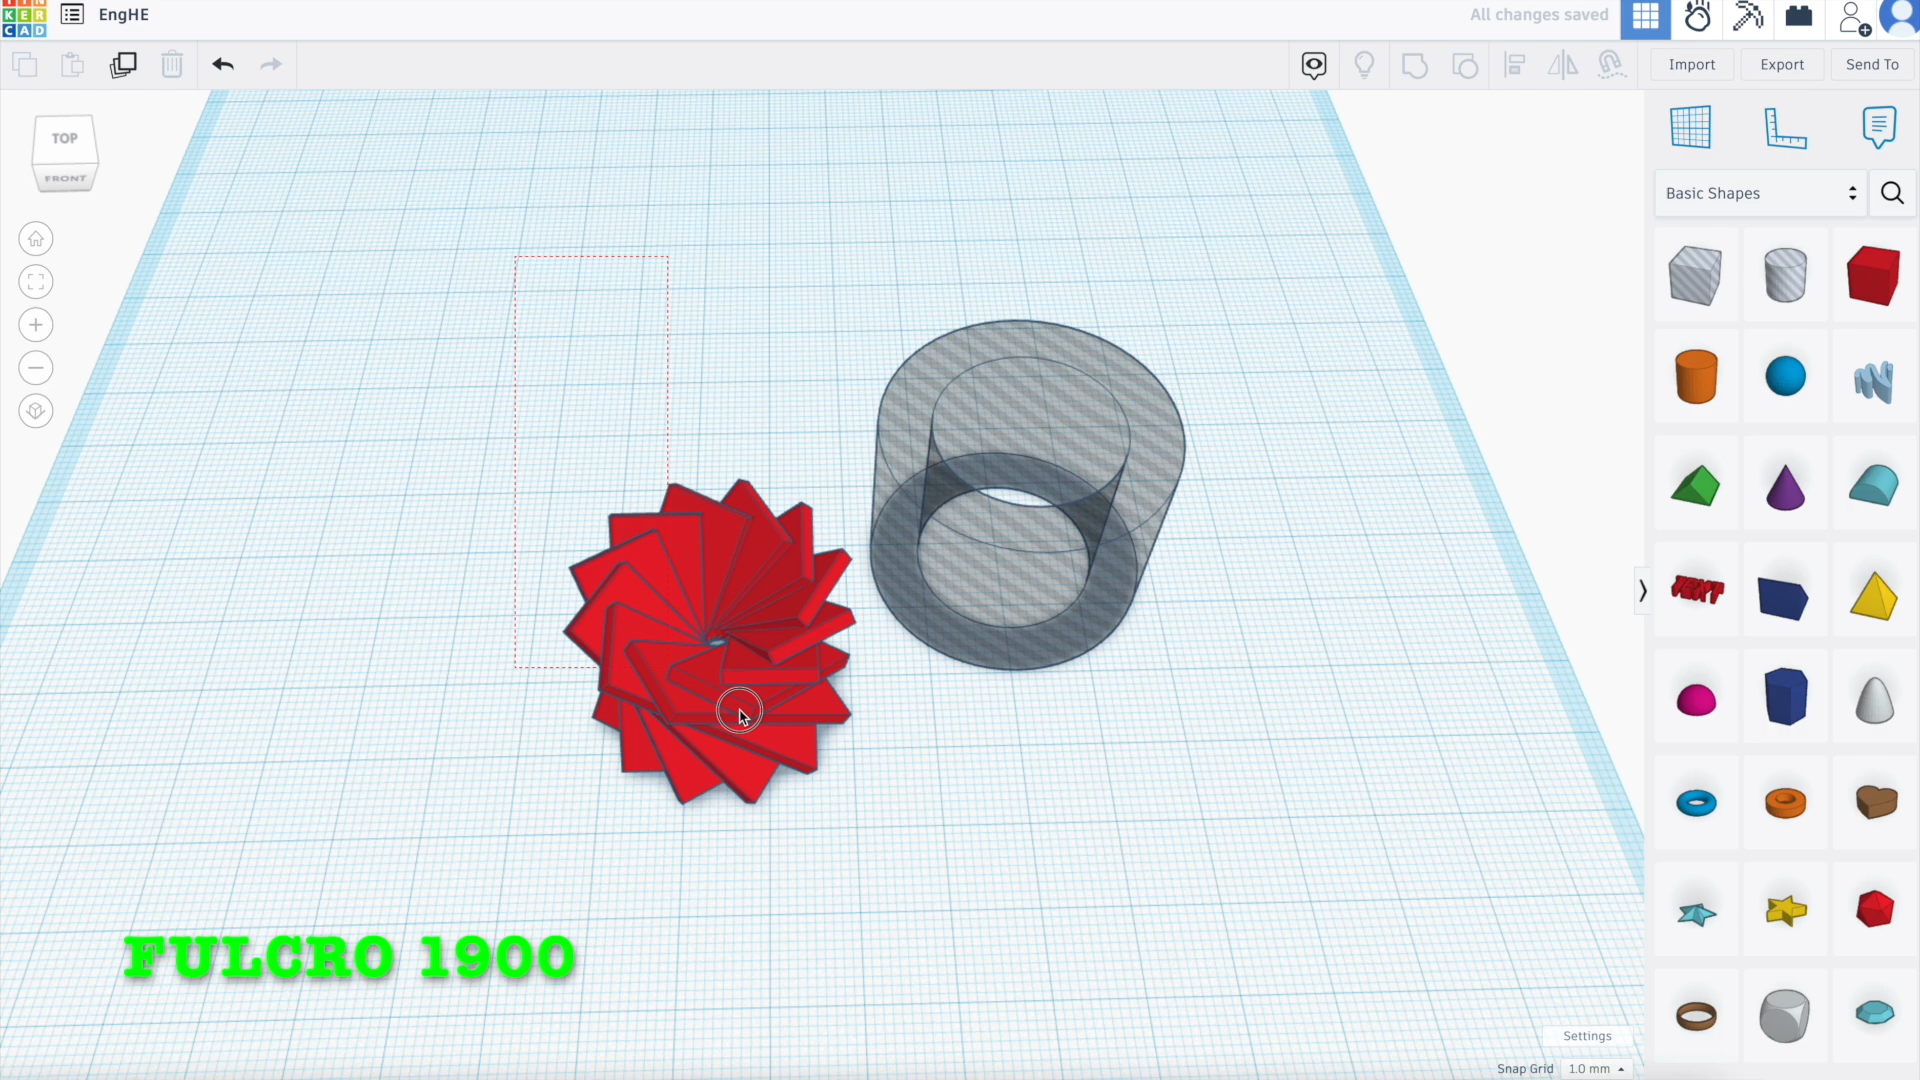 TIN
KER
CAD
EngHE
All changes saved
Import
Export
Send To
TOP
FRONT
Basic Shapes
TEXT
FULCRO 1900
Settings
Snap Grid 1.0 mm